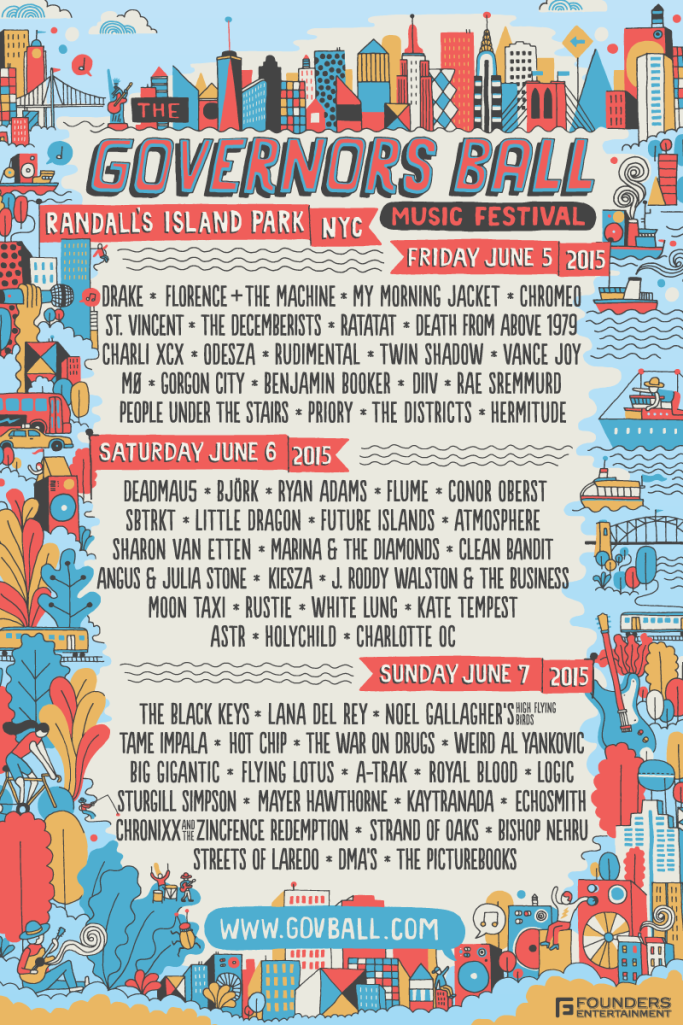 THE
GOVERNORS BALL
MUSIC FESTIVAL
RANDALL'S ISLAND PARK NYC
FRIDAY JUNE 5 2015
DRAKE * FLORENCE + THE MACHINE * MY MORNING JACKET * CHROMEO
ST. VINCENT * THE DECEMBERISTS * RATATAT * DEATH FROM ABOVE 1979
CHARLI XCX * ODESZA * RUDIMENTAL * TWIN SHADOW * VANCE JOY
MØ * GORGON CITY * BENJAMIN BOOKER * DIIV * RAE SREMMURD
PEOPLE UNDER THE STAIRS * PRIORY * THE DISTRICTS * HERMITUDE
SATURDAY JUNE 6 2015
DEADMAU5 * BJÖRK * RYAN ADAMS * FLUME * CONOR OBERST
SBTRKT * LITTLE DRAGON * FUTURE ISLANDS * ATMOSPHERE
SHARON VAN ETTEN * MARINA & THE DIAMONDS * CLEAN BANDIT
ANGUS & JULIA STONE * KIESZA * J. RODDY WALSTON & THE BUSINESS
MOON TAXI * RUSTIE * WHITE LUNG * KATE TEMPEST
ASTR * HOLYCHILD * CHARLOTTE OC
SUNDAY JUNE 7 2015
THE BLACK KEYS * LANA DEL REY * NOEL GALLAGHER'S HIGH FLYING BIRDS
TAME IMPALA * HOT CHIP * THE WAR ON DRUGS * WEIRD AL YANKOVIC
BIG GIGANTIC * FLYING LOTUS * A-TRAK * ROYAL BLOOD * LOGIC
STURGILL SIMPSON * MAYER HAWTHORNE * KAYTRANADA * ECHOSMITH
CHRONIXX AND THE ZINCFENCE REDEMPTION * STRAND OF OAKS * BISHOP NEHRU
STREETS OF LAREDO * DMA'S * THE PICTUREBOOKS
WWW.GOVBALL.COM
FOUNDERS
ENTERTAINMENT